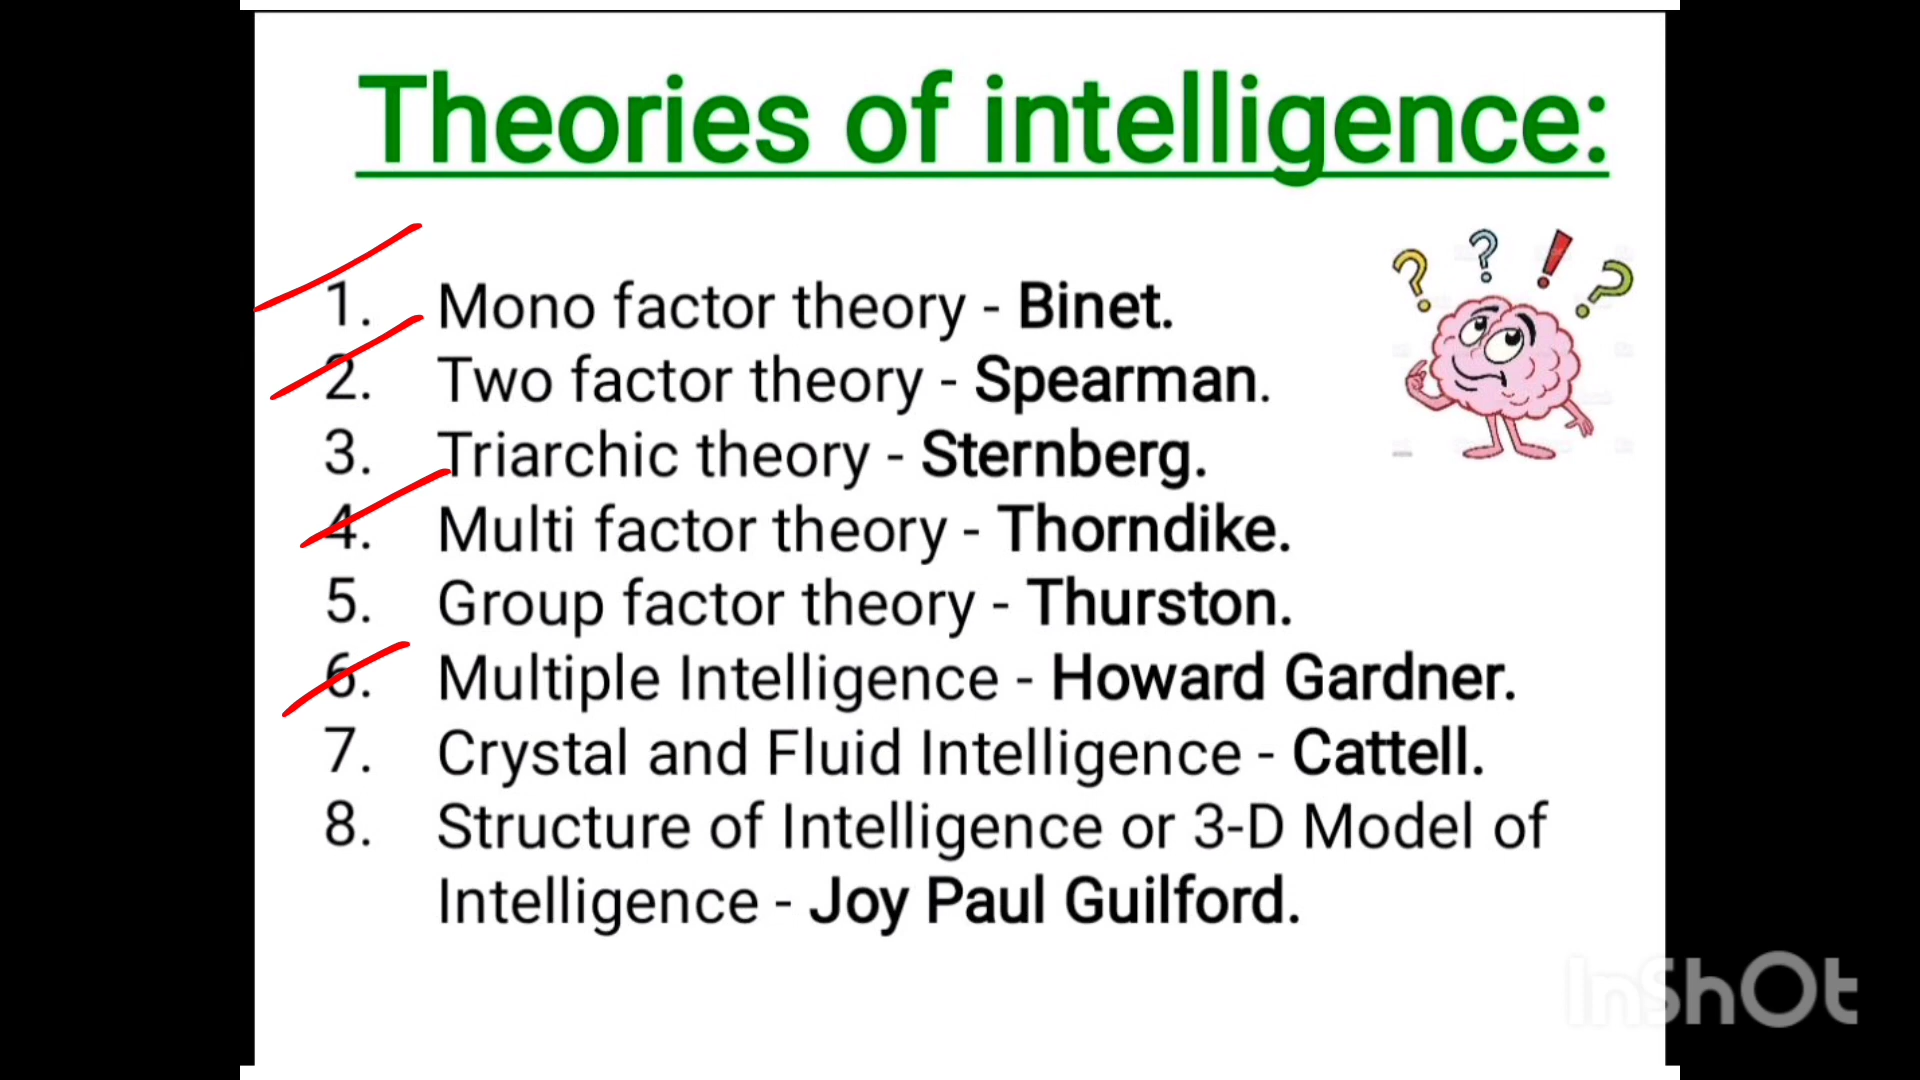 Theories of intelligence:
1. Mono factor theory - Binet.
2. Two factor theory - Spearman.
3. Triarchic theory - Sternberg.
4. Multi factor theory - Thorndike.
5. Group factor theory - Thurston.
6. Multiple Intelligence - Howard Gardner.
7. Crystal and Fluid Intelligence - Cattell.
8. Structure of Intelligence or 3-D Model of
Intelligence - Joy Paul Guilford.
InShOt